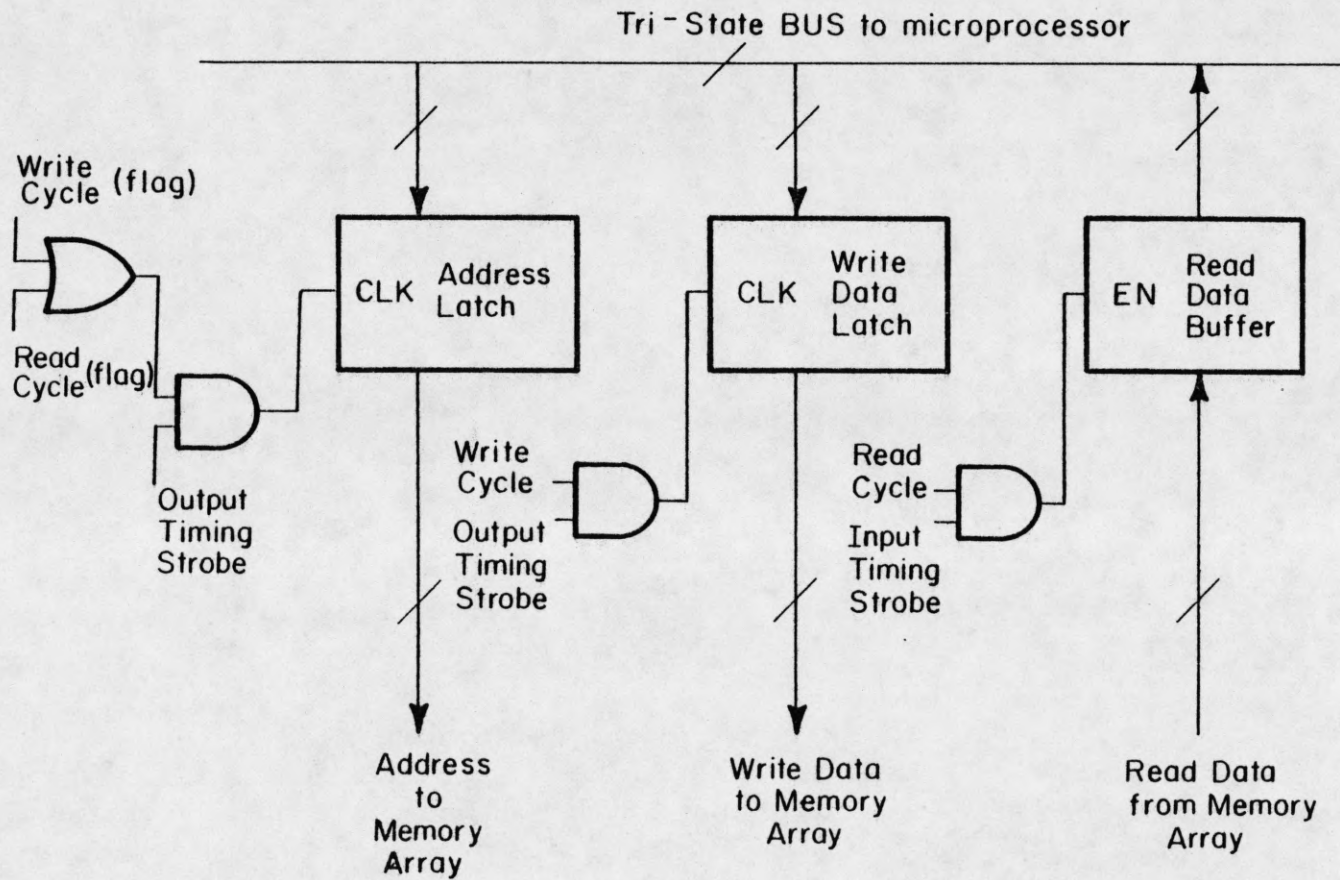 Tri-State BUS to microprocessor
Write
Cycle (flag)
Read
Cycle (flag)
Output
Timing
Strobe
CLK Address
Latch
Address
to
Memory
Array
Write
Cycle
Output
Timing
Strobe
CLK Write
Data
Latch
Write Data
to Memory
Array
Read
Cycle
Input
Timing
Strobe
EN Read
Data
Buffer
Read Data
from Memory
Array